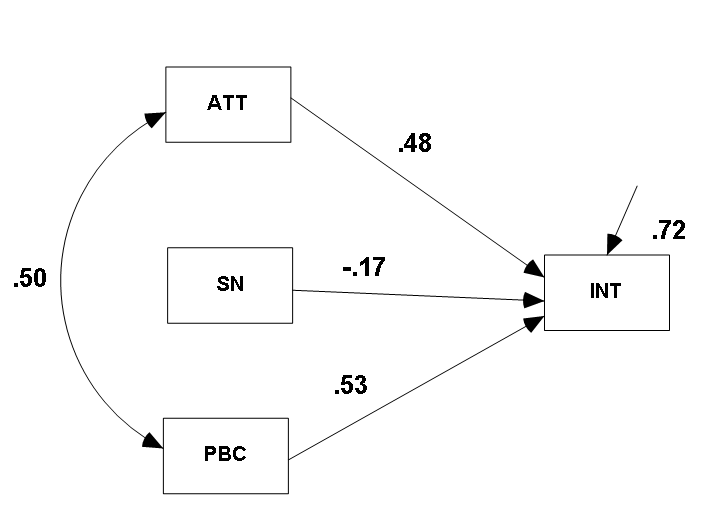 ATT
.48
.72
-.17
.50
SN
INT
.53
PBC